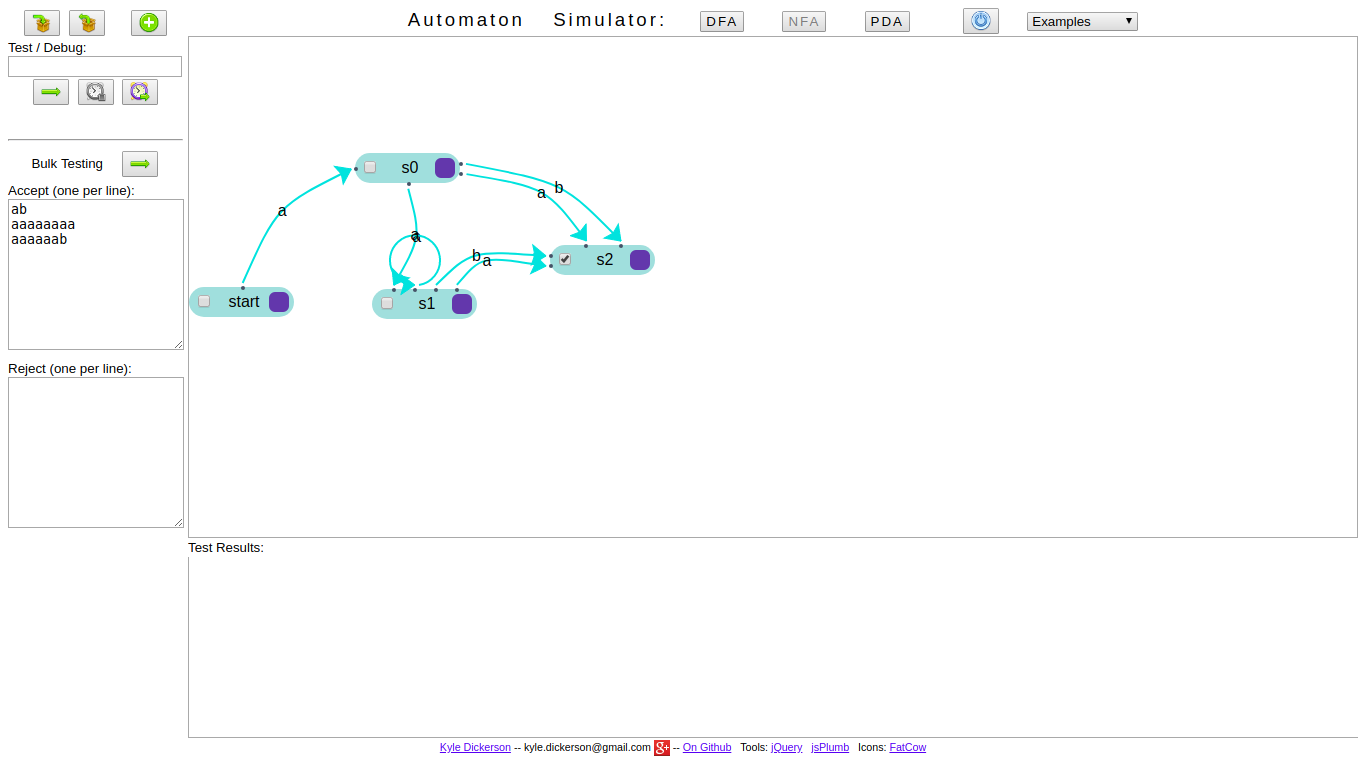 Automaton Simulator: DFA NFA PDA Examples
Test / Debug:
Bulk Testing
Accept (one per line):
ab
aaaaaaaa
aaaaaab
Reject (one per line):
s0
a
b
a
a
a
b
a
s2
start
s1
Test Results:
Kyle Dickerson -- kyle.dickerson@gmail.com g+ -- On Github Tools: jQuery jsPlumb Icons: FatCow